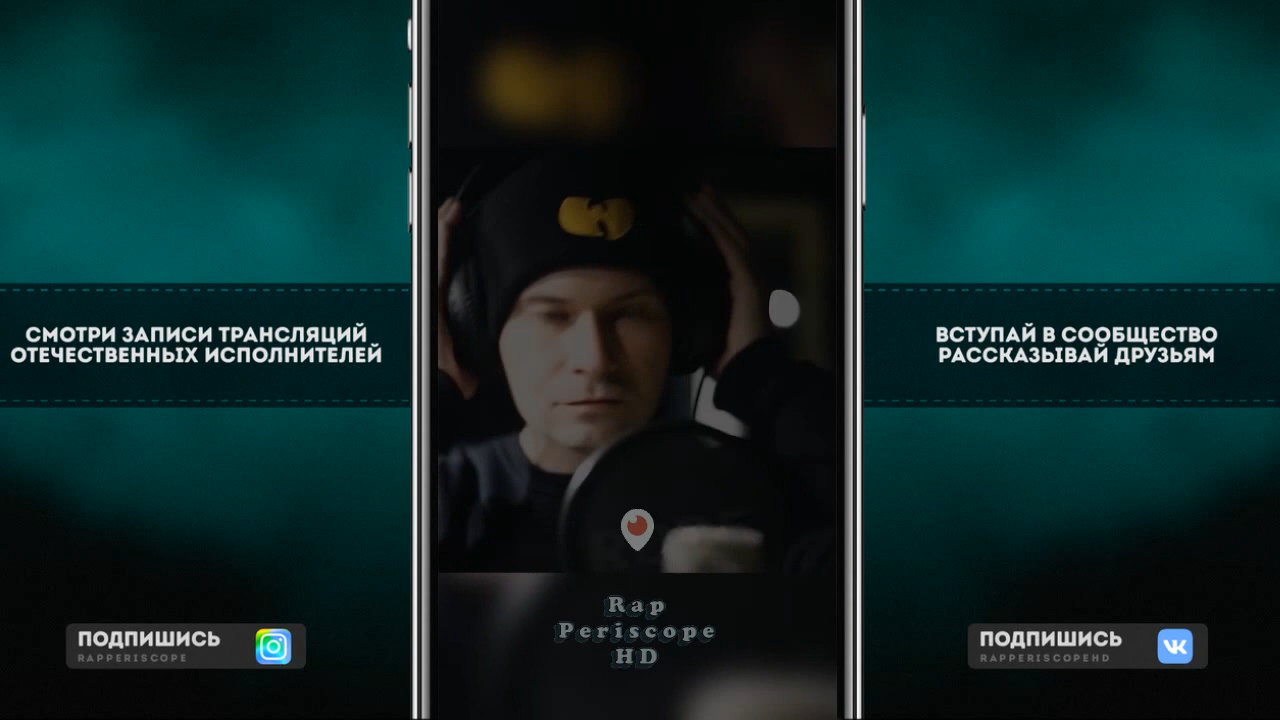 СМОТРИ ЗАПИСИ ТРАНСЛЯЦИЙ
ОТЕЧЕСТВЕННЫХ ИСПОЛНИТЕЛЕЙ
ВСТУПАЙ В СООБЩЕСТВО
РАССКАЗЫВАЙ ДРУЗЬЯМ
Rap
Periscope
HD
ПОДПИШИСЬ
RAPPERISCOPE
ПОДПИШИСЬ
RAPPERISCOPEHD